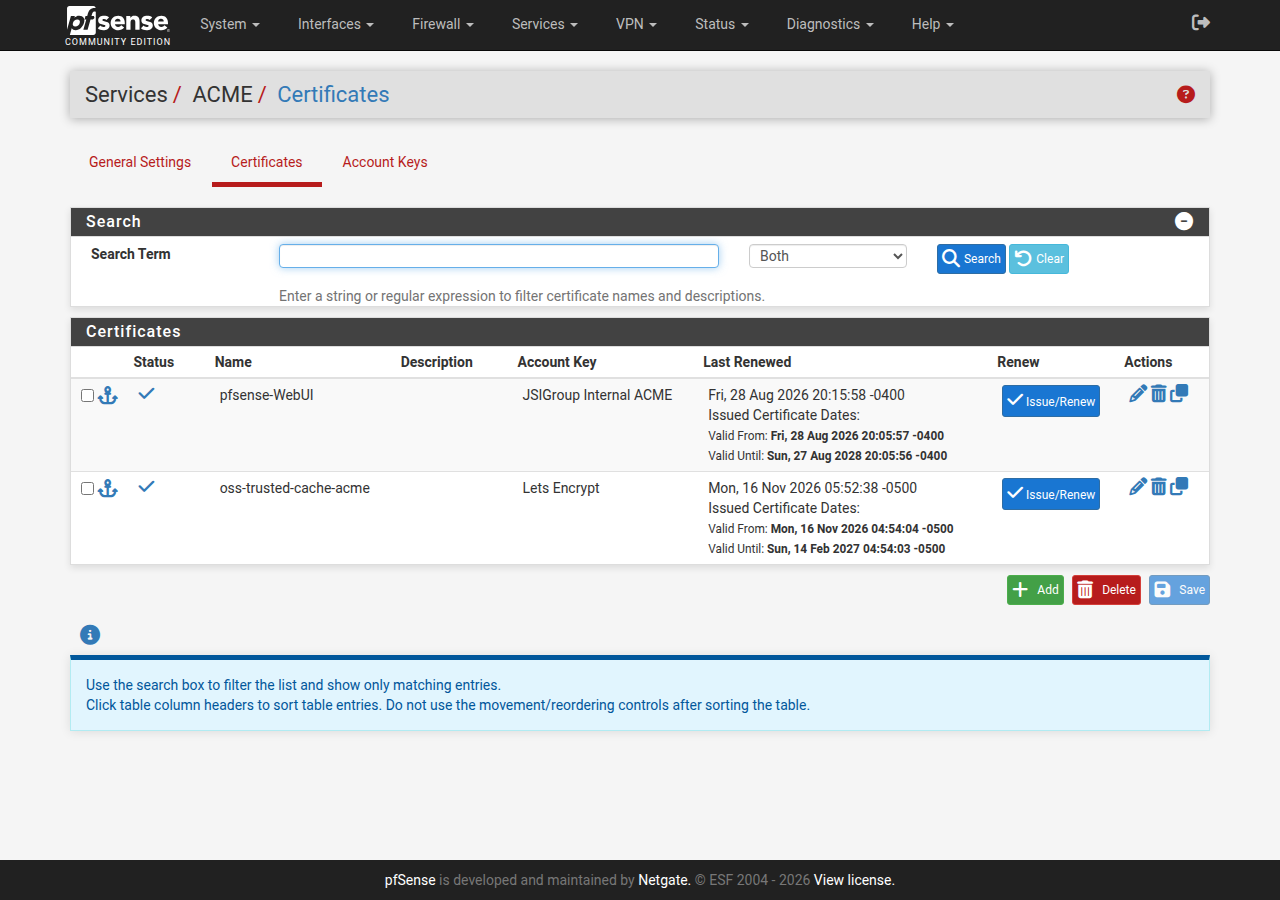 pfsense
COMMUNITY EDITION
System Interfaces Firewall Services VPN Status Diagnostics Help
Services / ACME / Certificates
?
General Settings Certificates Account Keys
Search
Search Term Both Search Clear
Enter a string or regular expression to filter certificate names and descriptions.
Certificates
Status Name Description Account Key Last Renewed Renew Actions
pfsense-WebUI JSIGroup Internal ACME Fri, 28 Aug 2026 20:15:58 -0400 Issue/Renew
Issued Certificate Dates:
Valid From: Fri, 28 Aug 2026 20:05:57 -0400
Valid Until: Sun, 27 Aug 2028 20:05:56 -0400
oss-trusted-cache-acme Lets Encrypt Mon, 16 Nov 2026 05:52:38 -0500 Issue/Renew
Issued Certificate Dates:
Valid From: Mon, 16 Nov 2026 04:54:04 -0500
Valid Until: Sun, 14 Feb 2027 04:54:03 -0500
Add Delete Save
i
Use the search box to filter the list and show only matching entries.
Click table column headers to sort table entries. Do not use the movement/reordering controls after sorting the table.
pfSense is developed and maintained by Netgate. © ESF 2004 - 2026 View license.